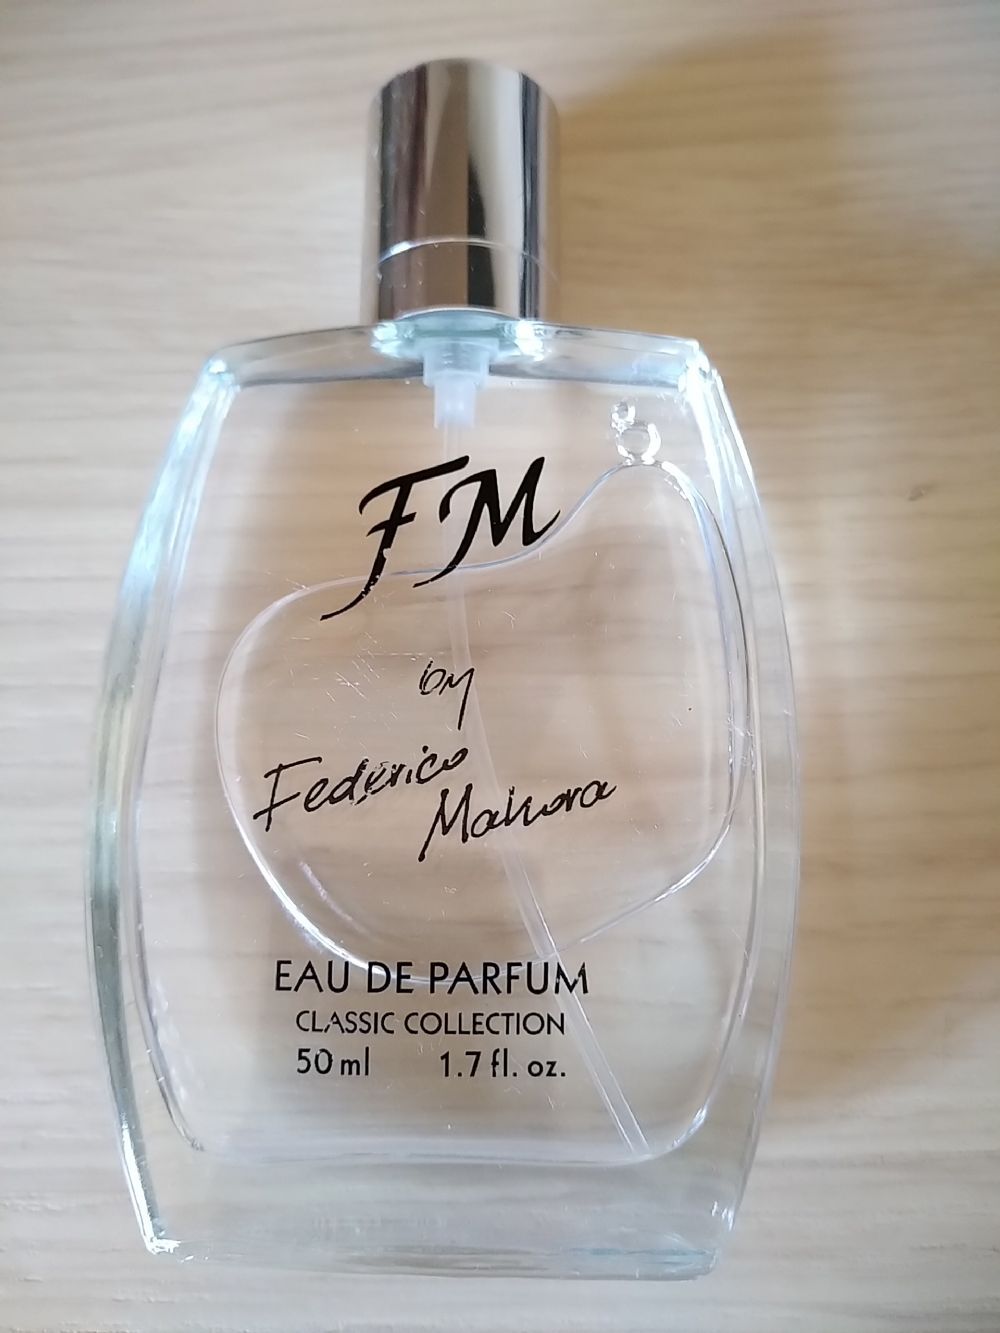 FM
by
Federico
Mahora
EAU DE PARFUM
CLASSIC COLLECTION
50 ml 1.7 fl. oz.